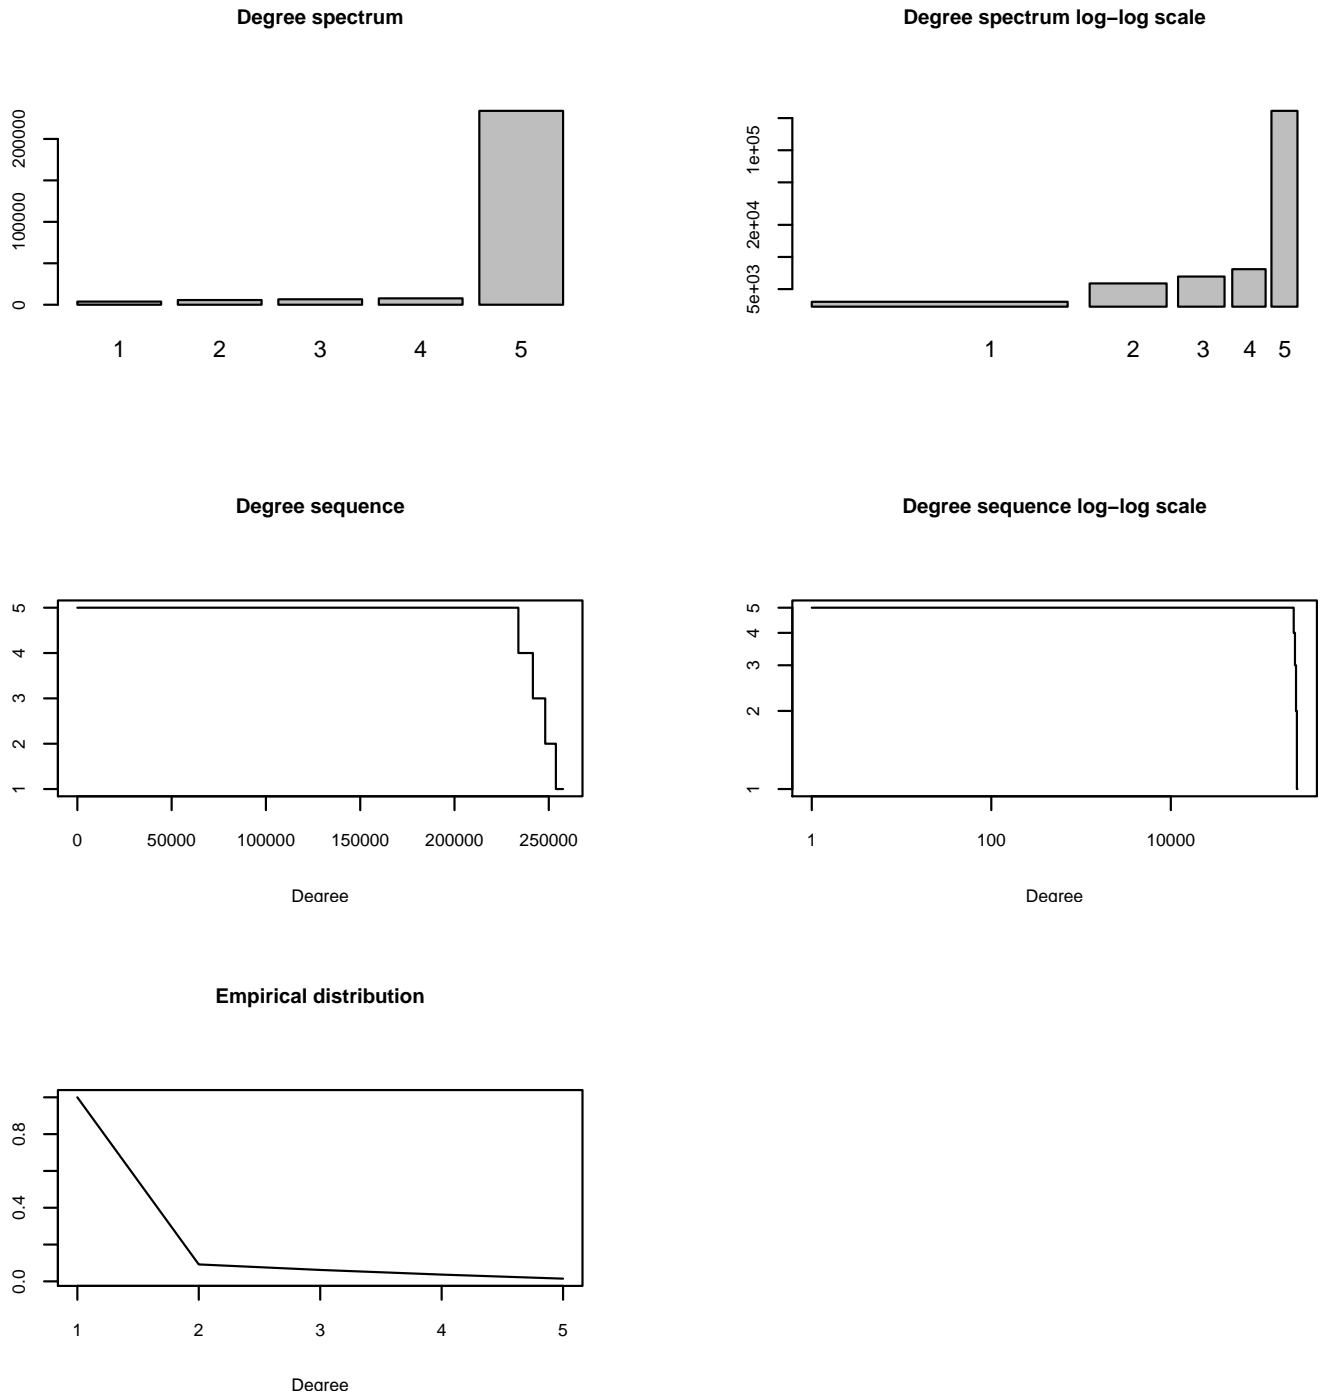 Degree spectrum
200000
100000
0
1 2 3 4 5
Degree spectrum log–log scale
1e+05
2e+04
5e+03
1 2 3 4 5
Degree sequence
5
4
3
2
1
0 50000 100000 150000 200000 250000
Degree
Degree sequence log–log scale
5
4
3
2
1
1 100 10000
Degree
Empirical distribution
0.8
0.4
0.0
1 2 3 4 5
Degree